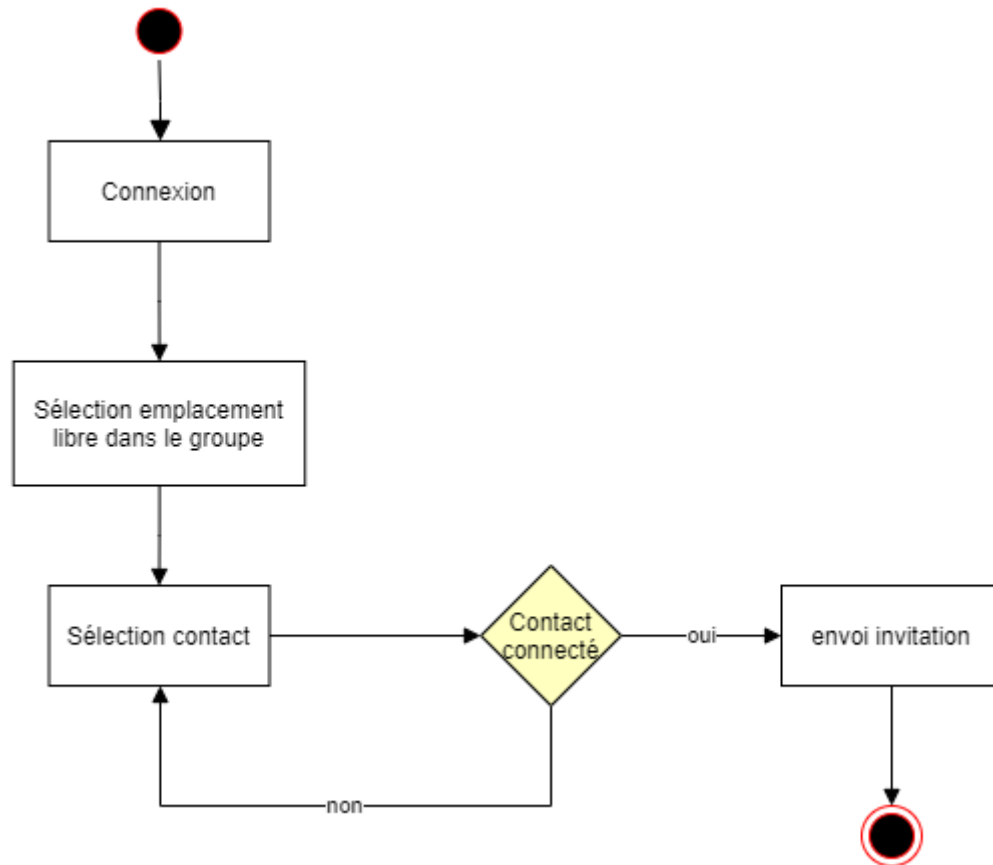 Connexion
Sélection emplacement
libre dans le groupe
Sélection contact
Contact
connecté
oui
envoi invitation
non